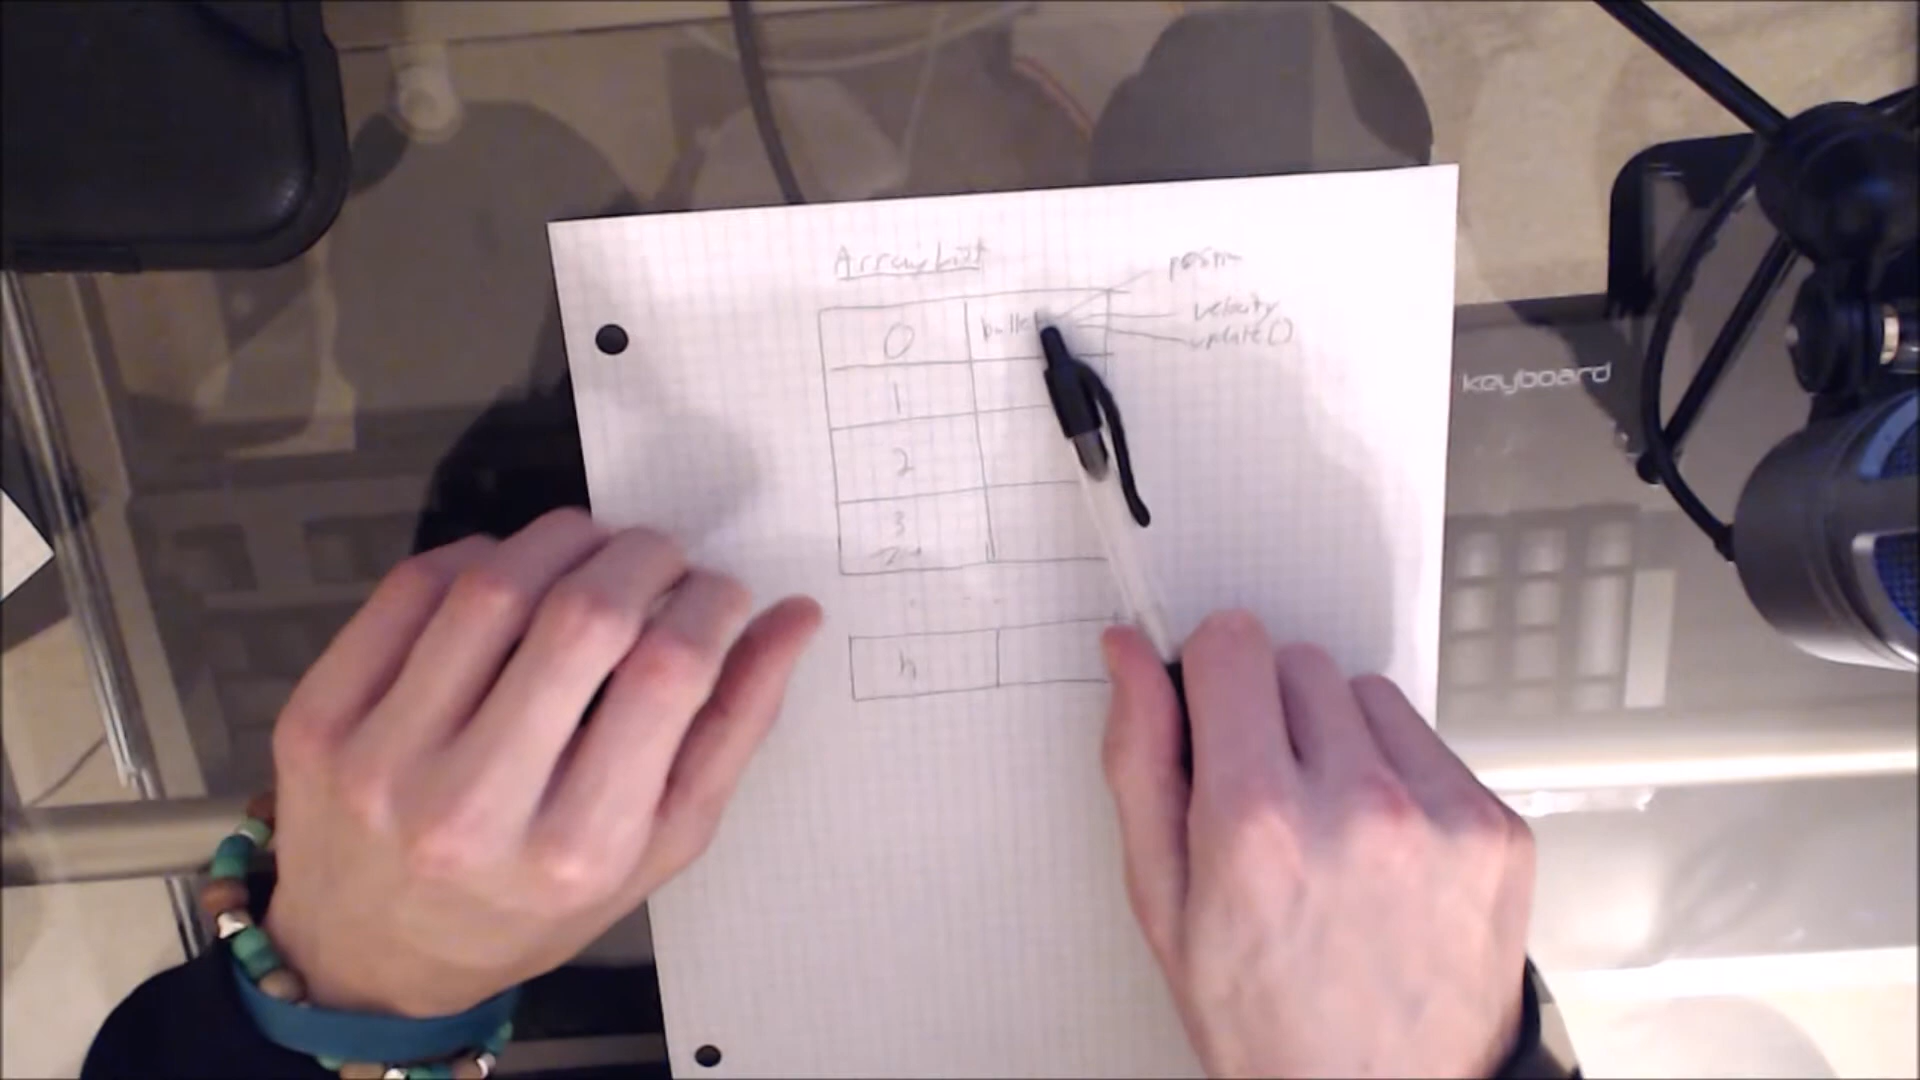 ArrayList
position
0 bullet velocity
update()
1
2
3
n
keyboard